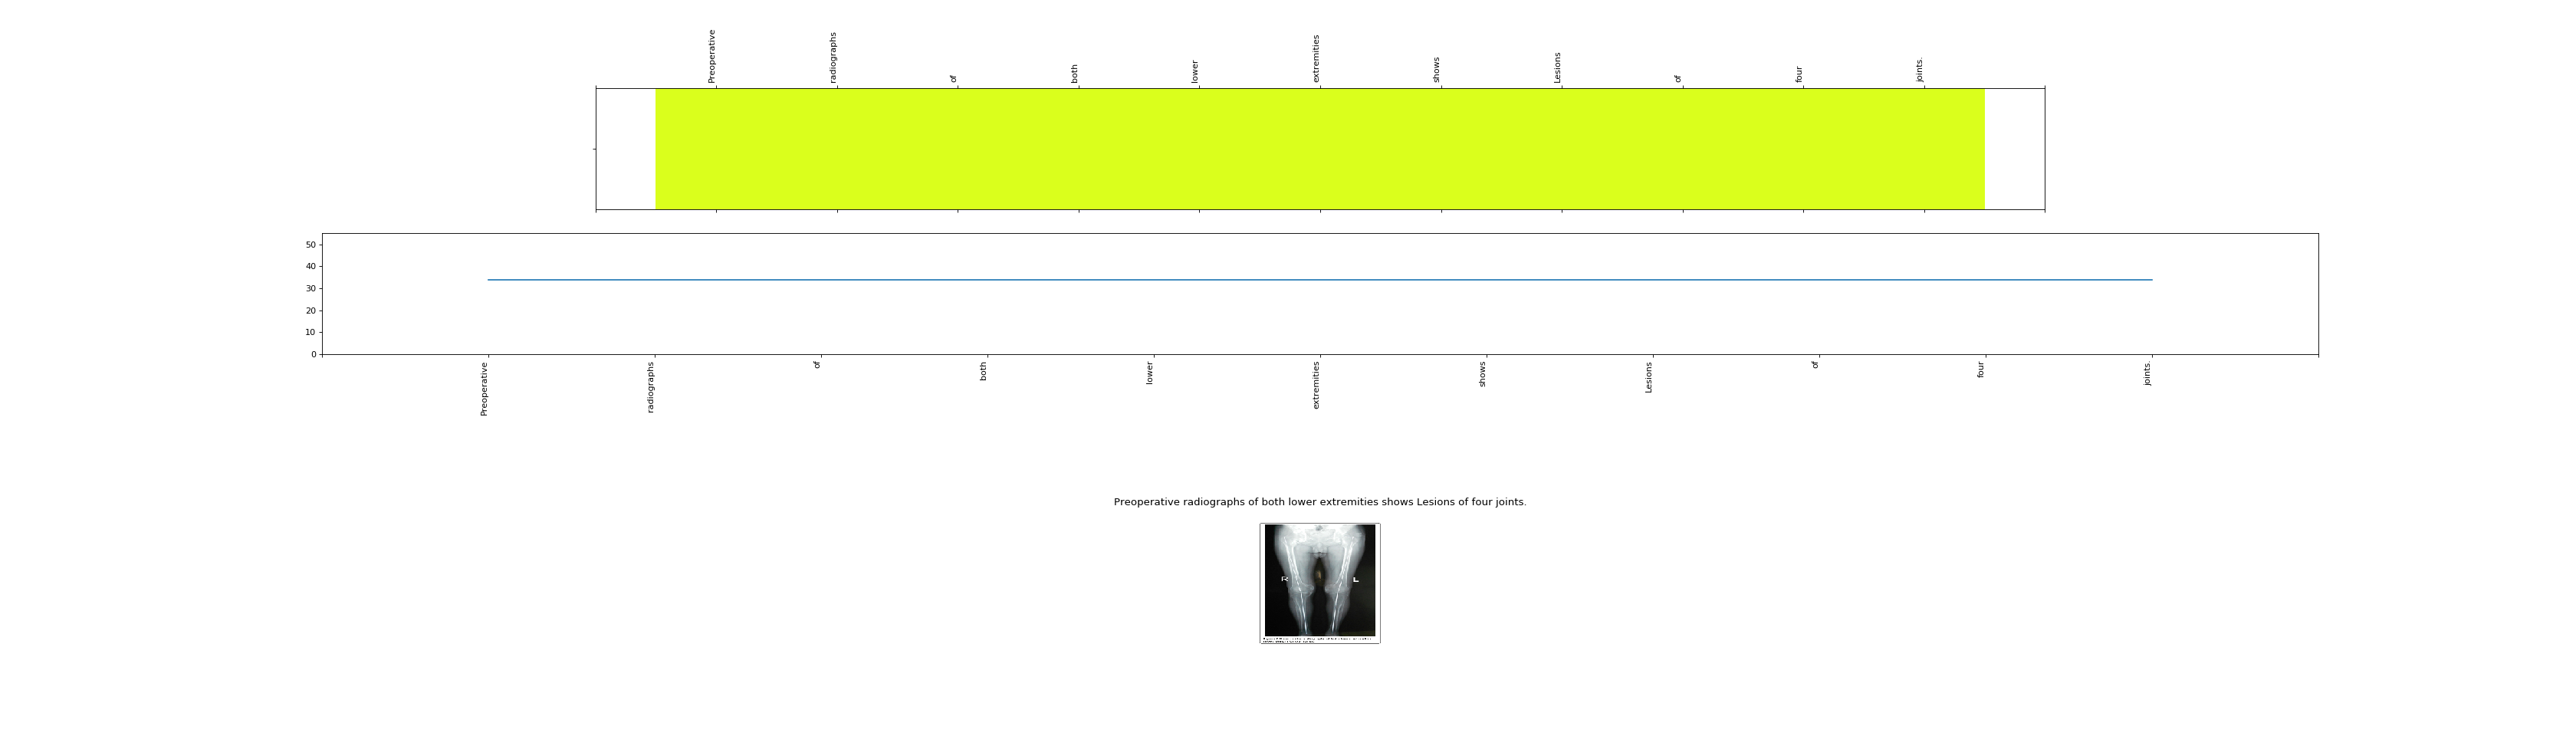 Preoperative
radiographs
of
both
lower
extremities
shows
Lesions
of
four
joints.
50
40
30
20
10
0
Preoperative
radiographs
of
both
lower
extremities
shows
Lesions
of
four
joints.
Preoperative radiographs of both lower extremities shows Lesions of four joints.
R
L